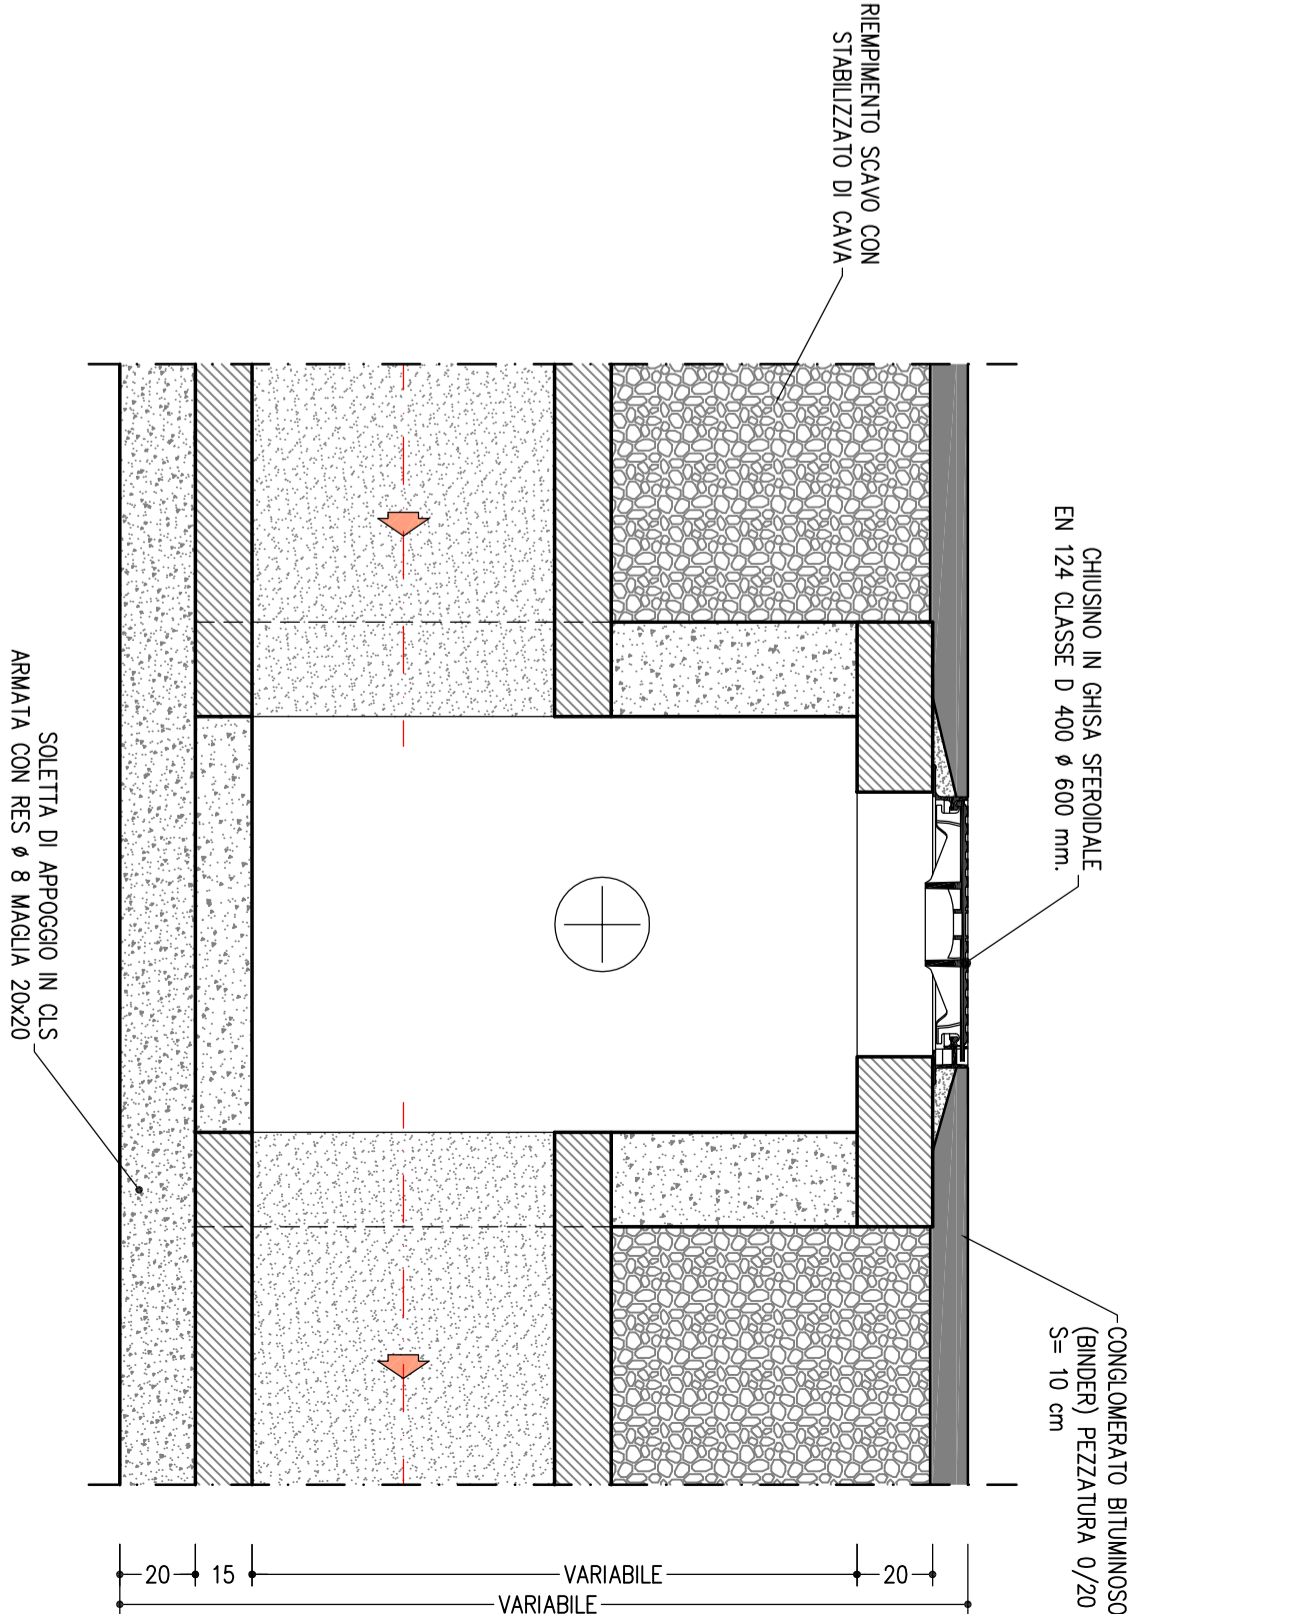 RIEMPIMENTO SCAVO CON
STABILIZZATO DI CAVA
CHIUSINO IN GHISA SFEROIDALE
EN 124 CLASSE D 400 ø 600 mm.
CONGLOMERATO BITUMINOSO
(BINDER) PEZZATURA 0/20
S= 10 cm
SOLETTA DI APPOGGIO IN CLS
ARMATA CON RES ø 8 MAGLIA 20x20
20
15
VARIABILE
20
VARIABILE